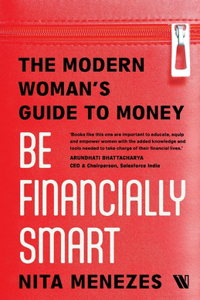 THE MODERN
WOMAN'S
GUIDE TO MONEY
'Books like this one are important to educate, equip
and empower women with the added knowledge and
tools needed to take charge of their financial lives.'
ARUNDHATI BHATTACHARYA
CEO & Chairperson, Salesforce India
BE
FINANCIALLY
SMART
NITA MENEZES
W